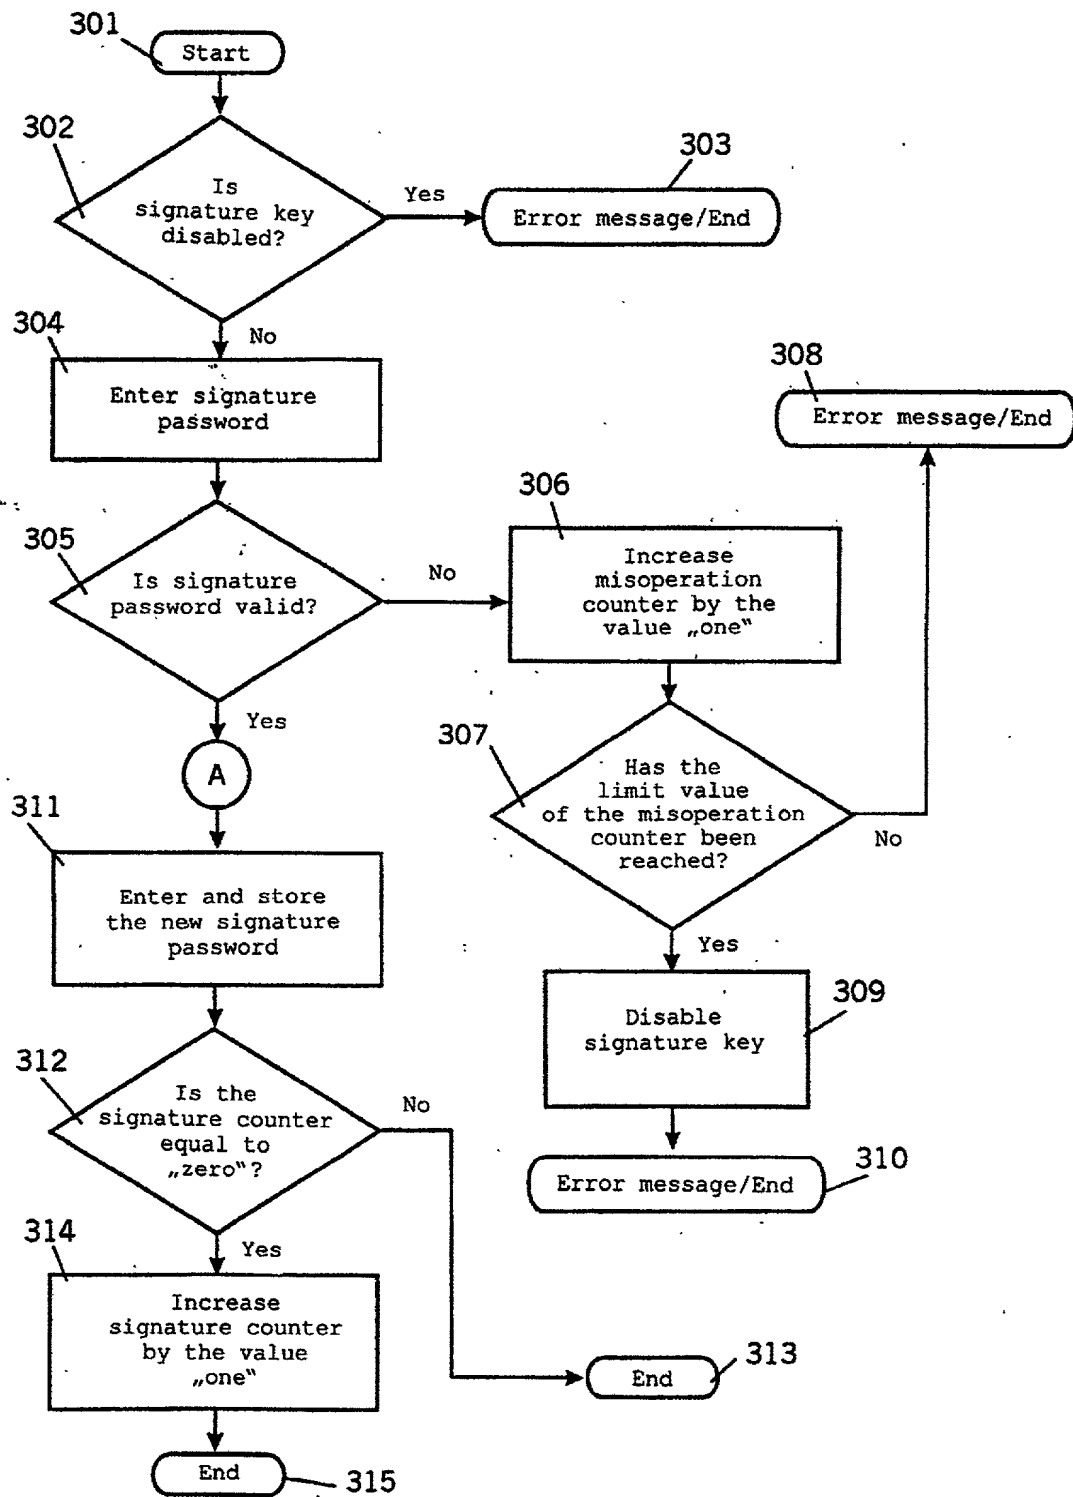 301
Start
302
Is
signature key
disabled?
Yes
303
Error message/End
No
304
Enter signature
password
308
Error message/End
305
Is signature
password valid?
No
306
Increase
misoperation
counter by the
value „one“
Yes
A
307
Has the
limit value
of the misoperation
counter been
reached?
No
311
Enter and store
the new signature
password
Yes
309
Disable
signature key
312
Is the
signature counter
equal to
„zero“?
No
310
Error message/End
Yes
314
Increase
signature counter
by the value
„one“
313
End
End
315